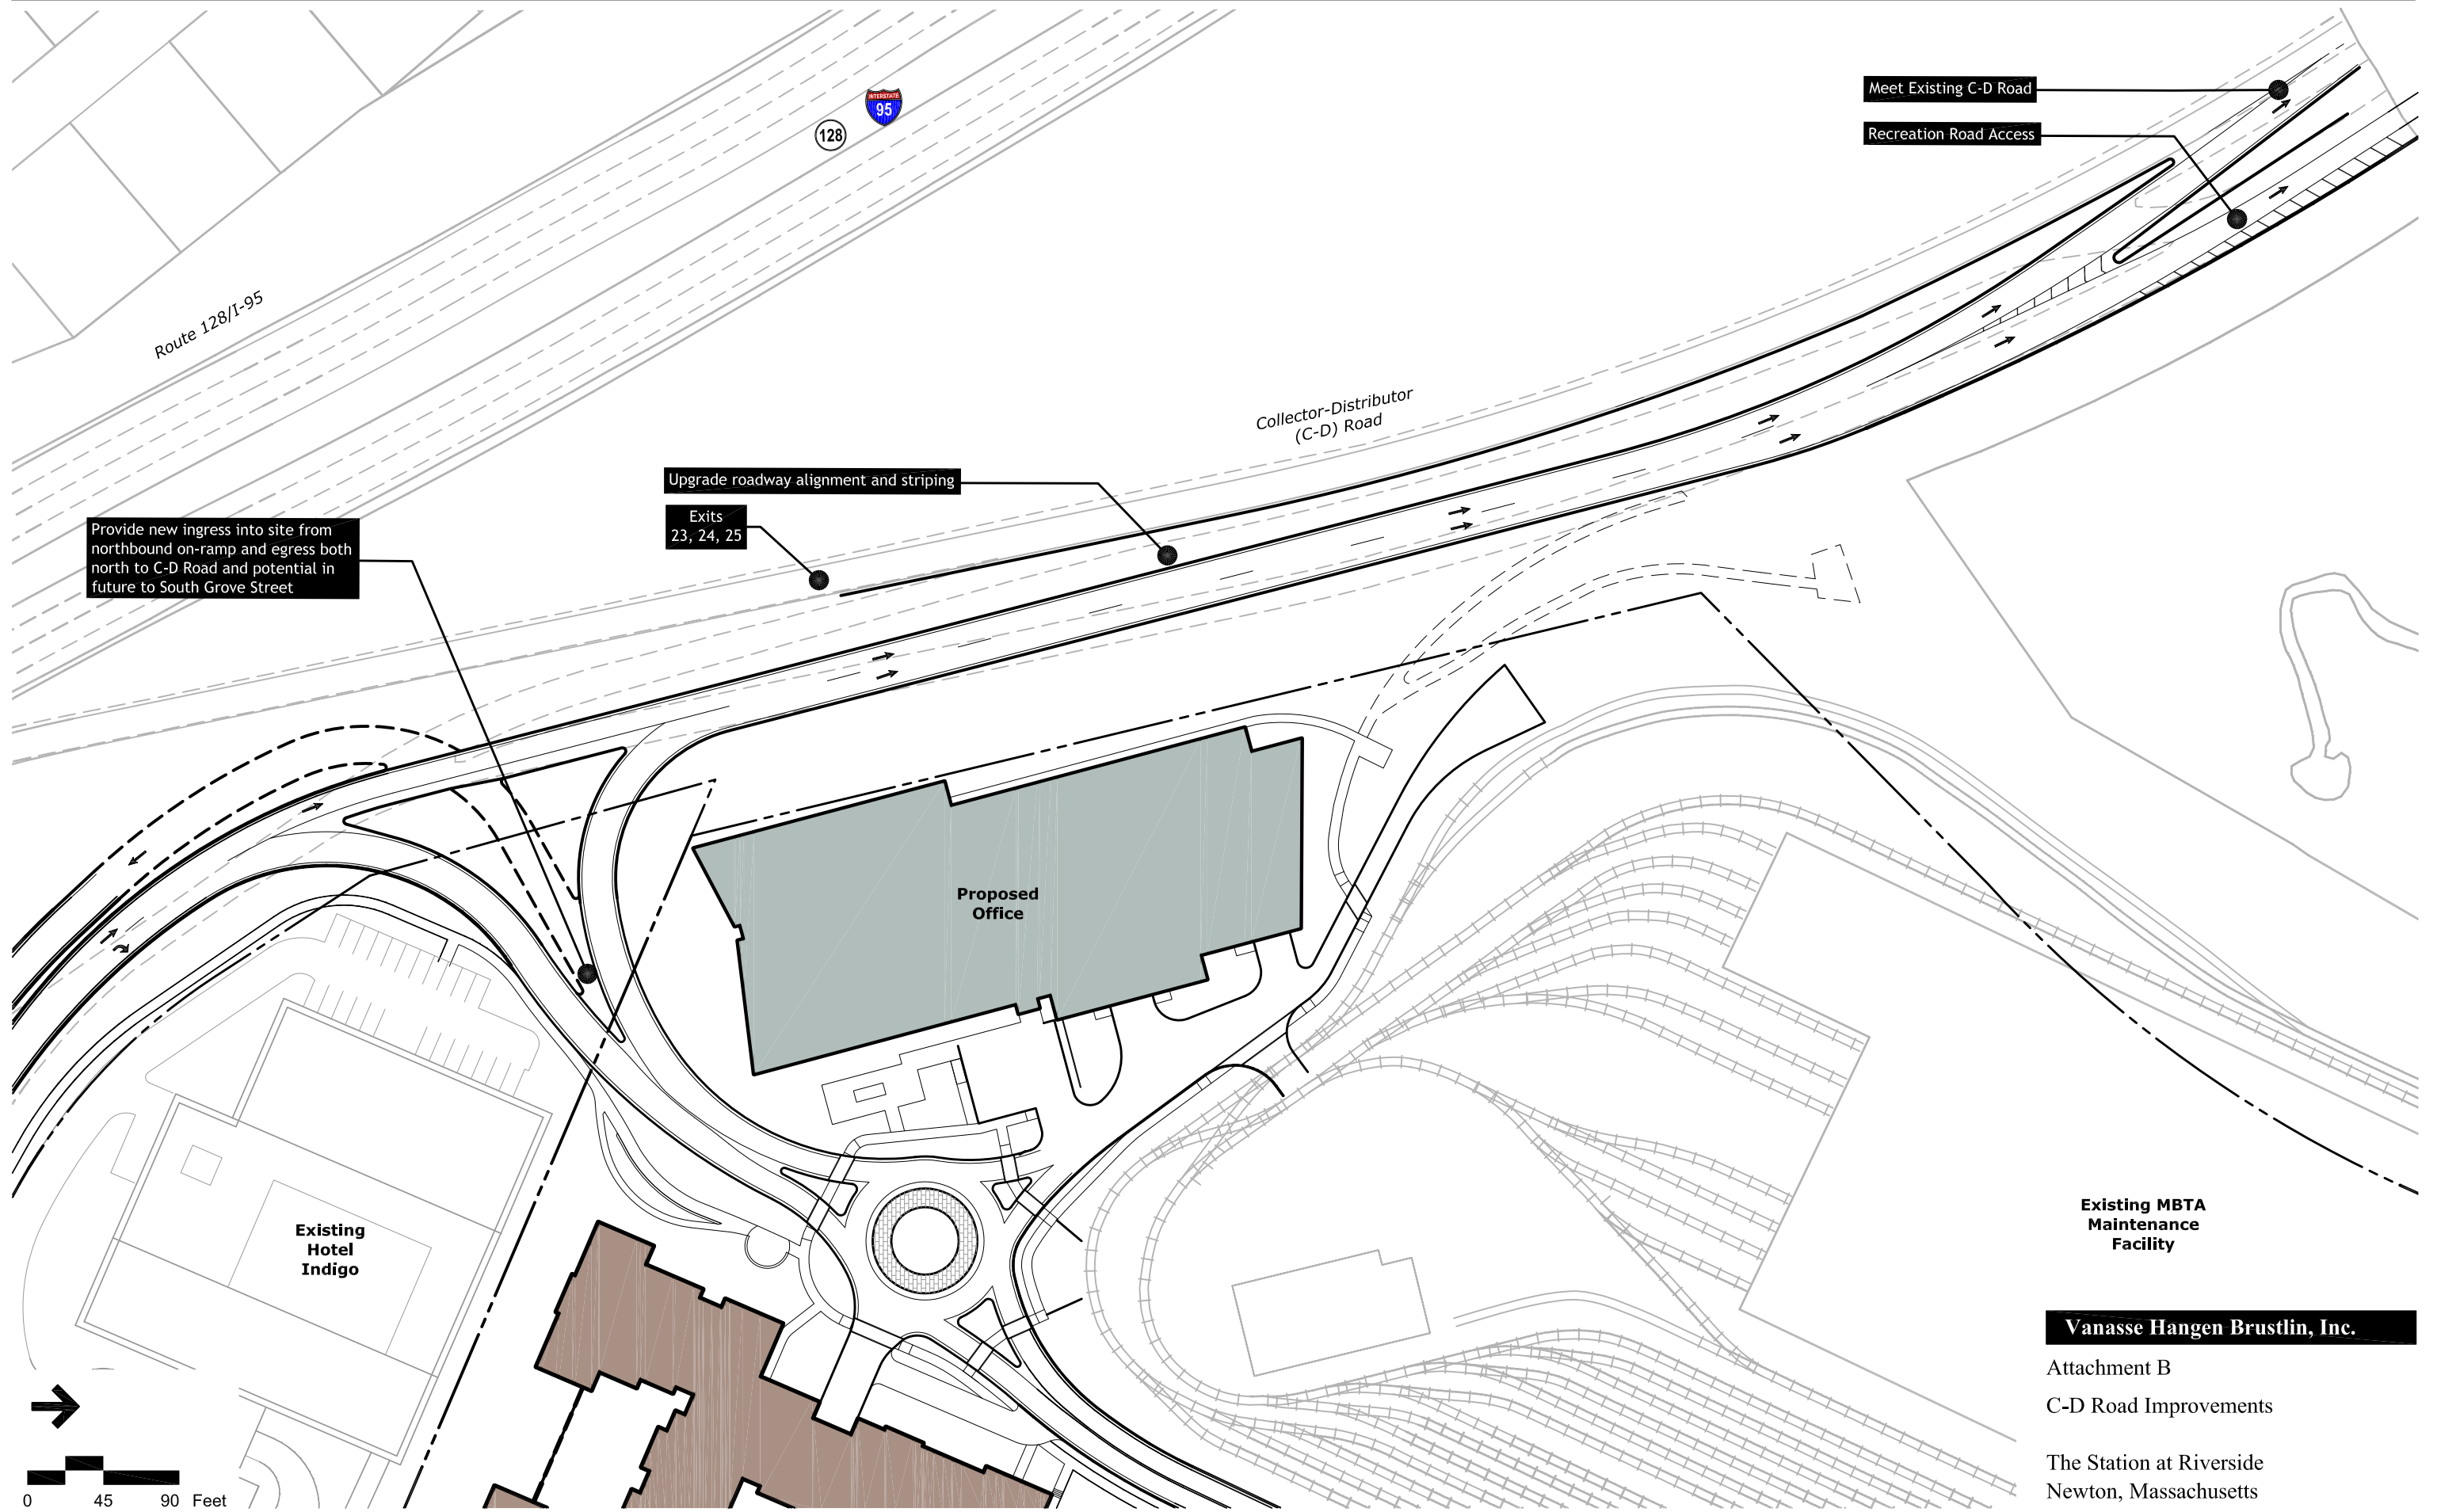 Meet Existing C-D Road
INTERSTATE
95
128
Recreation Road Access
Route 128/I-95
Collector-Distributor
(C-D) Road
Upgrade roadway alignment and striping
Exits
23, 24, 25
Provide new ingress into site from
northbound on-ramp and egress both
north to C-D Road and potential in
future to South Grove Street
Proposed
Office
Existing
Hotel
Indigo
Existing MBTA
Maintenance
Facility
Vanasse Hangen Brustlin, Inc.
Attachment B
C-D Road Improvements
The Station at Riverside
Newton, Massachusetts
0 45 90 Feet